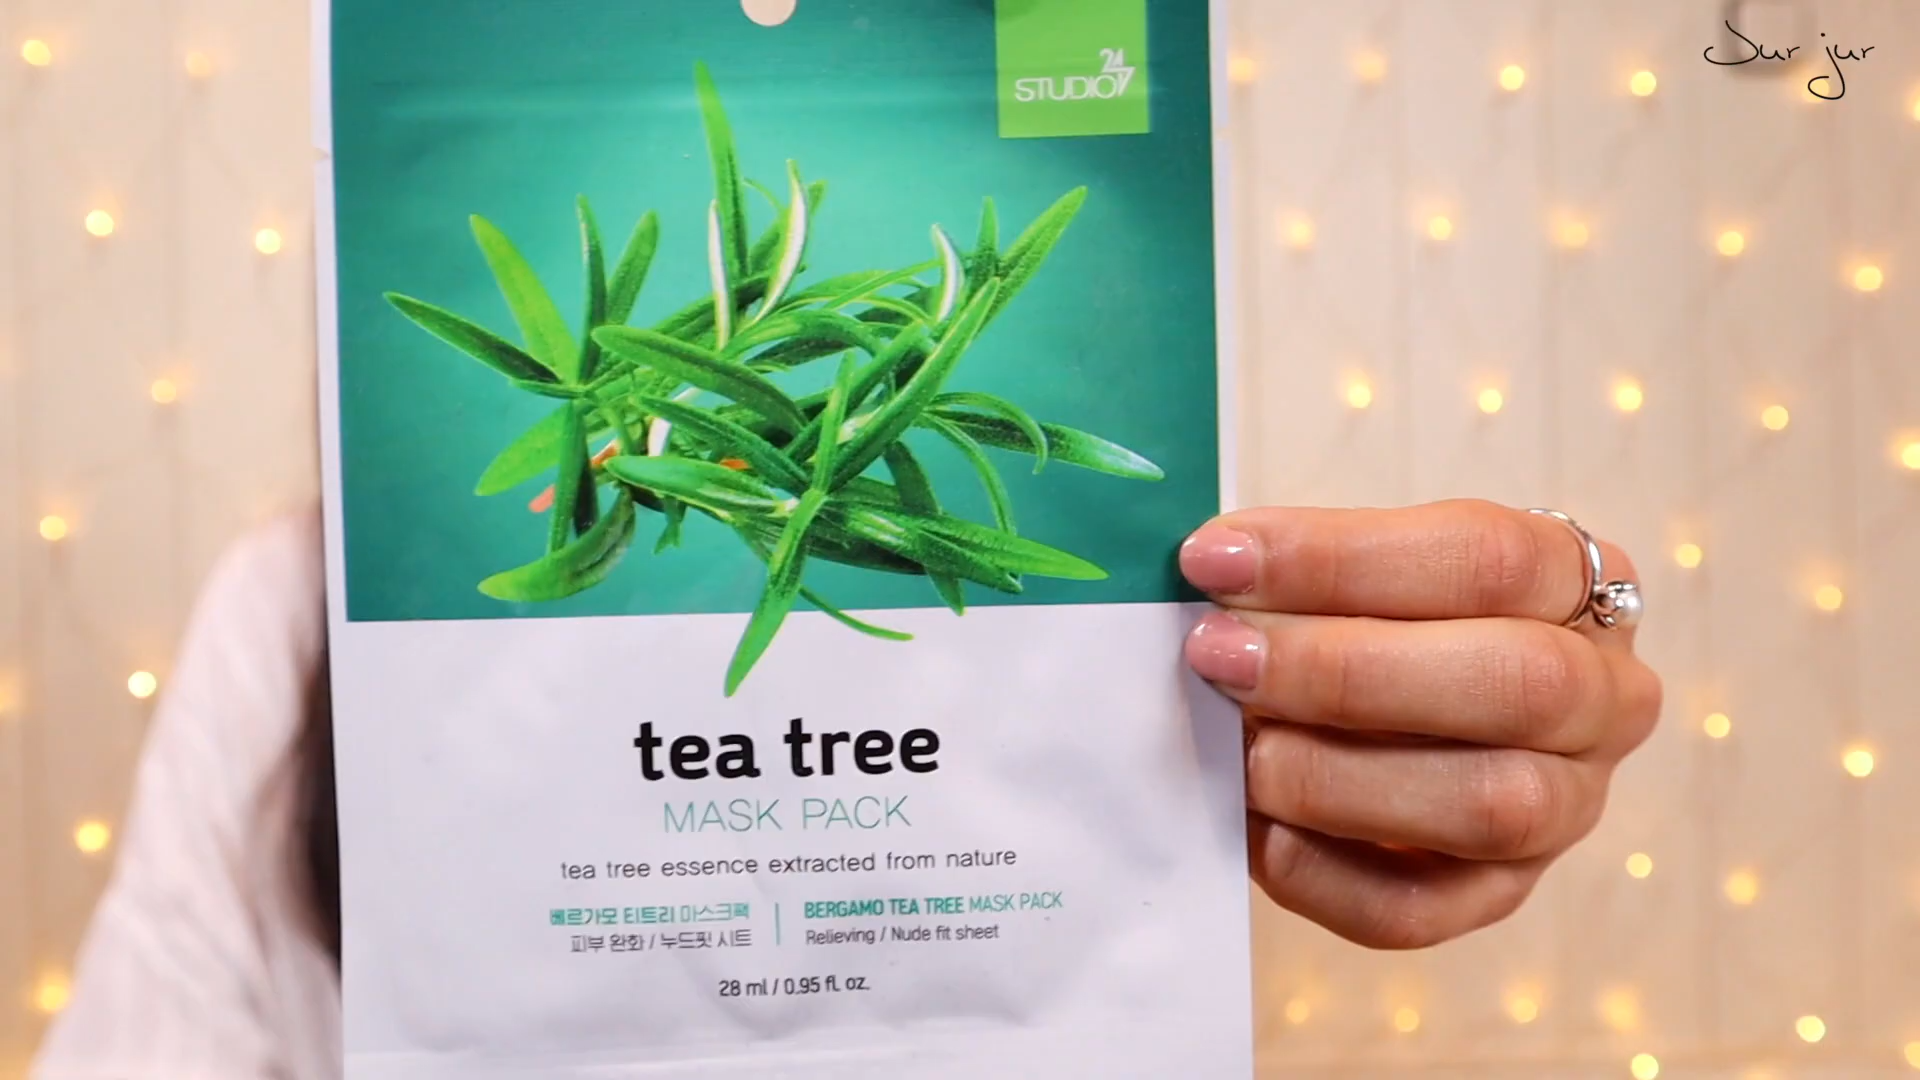 Jur jur
STUDIO 24/7
tea tree
MASK PACK
tea tree essence extracted from nature
베르가모 티트리 마스크팩
피부 완화 / 누드핏 시트
BERGAMO TEA TREE MASK PACK
Relieving / Nude fit sheet
28 ml / 0.95 fl. oz.